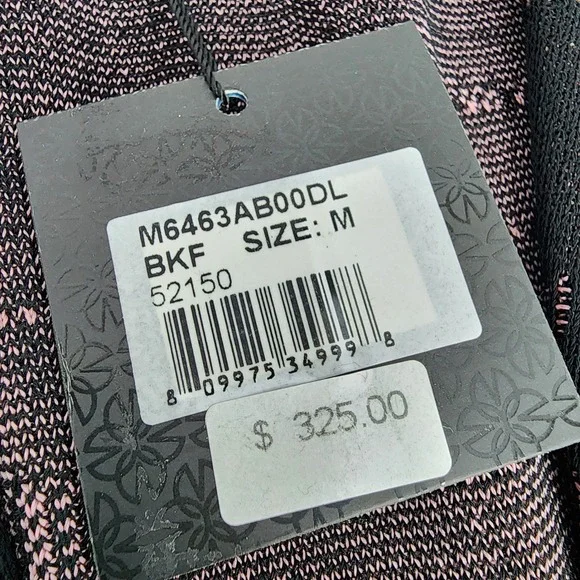 M6463AB00DL
BKF SIZE: M
52150
8 09975 34999 8
$ 325.00